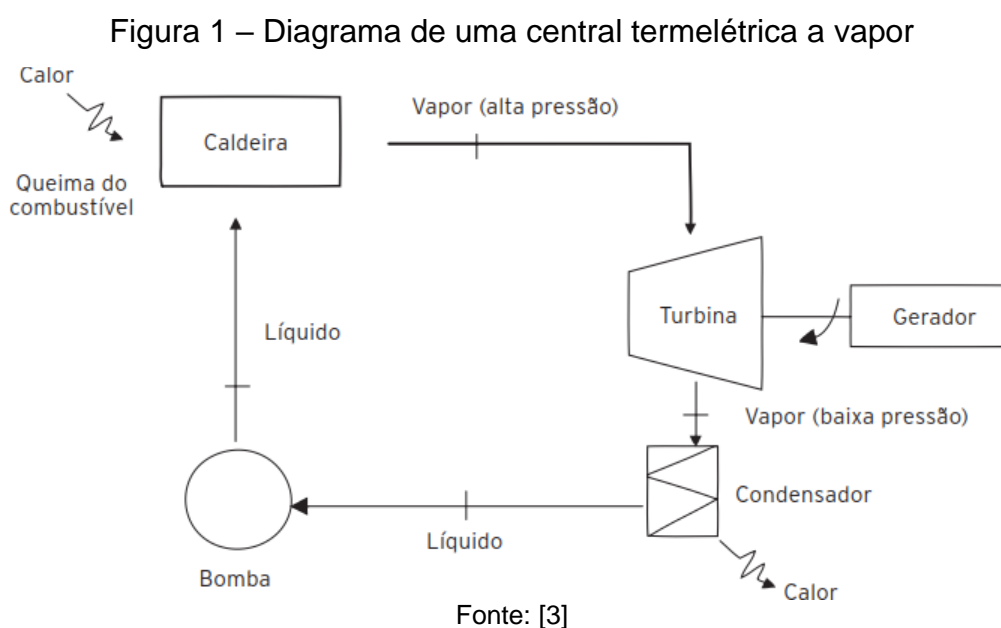 Figura 1 – Diagrama de uma central termelétrica a vapor
Calor
Queima do
combustível
Caldeira
Vapor (alta pressão)
Turbina
Gerador
Vapor (baixa pressão)
Condensador
Calor
Líquido
Líquido
Bomba
Fonte: [3]